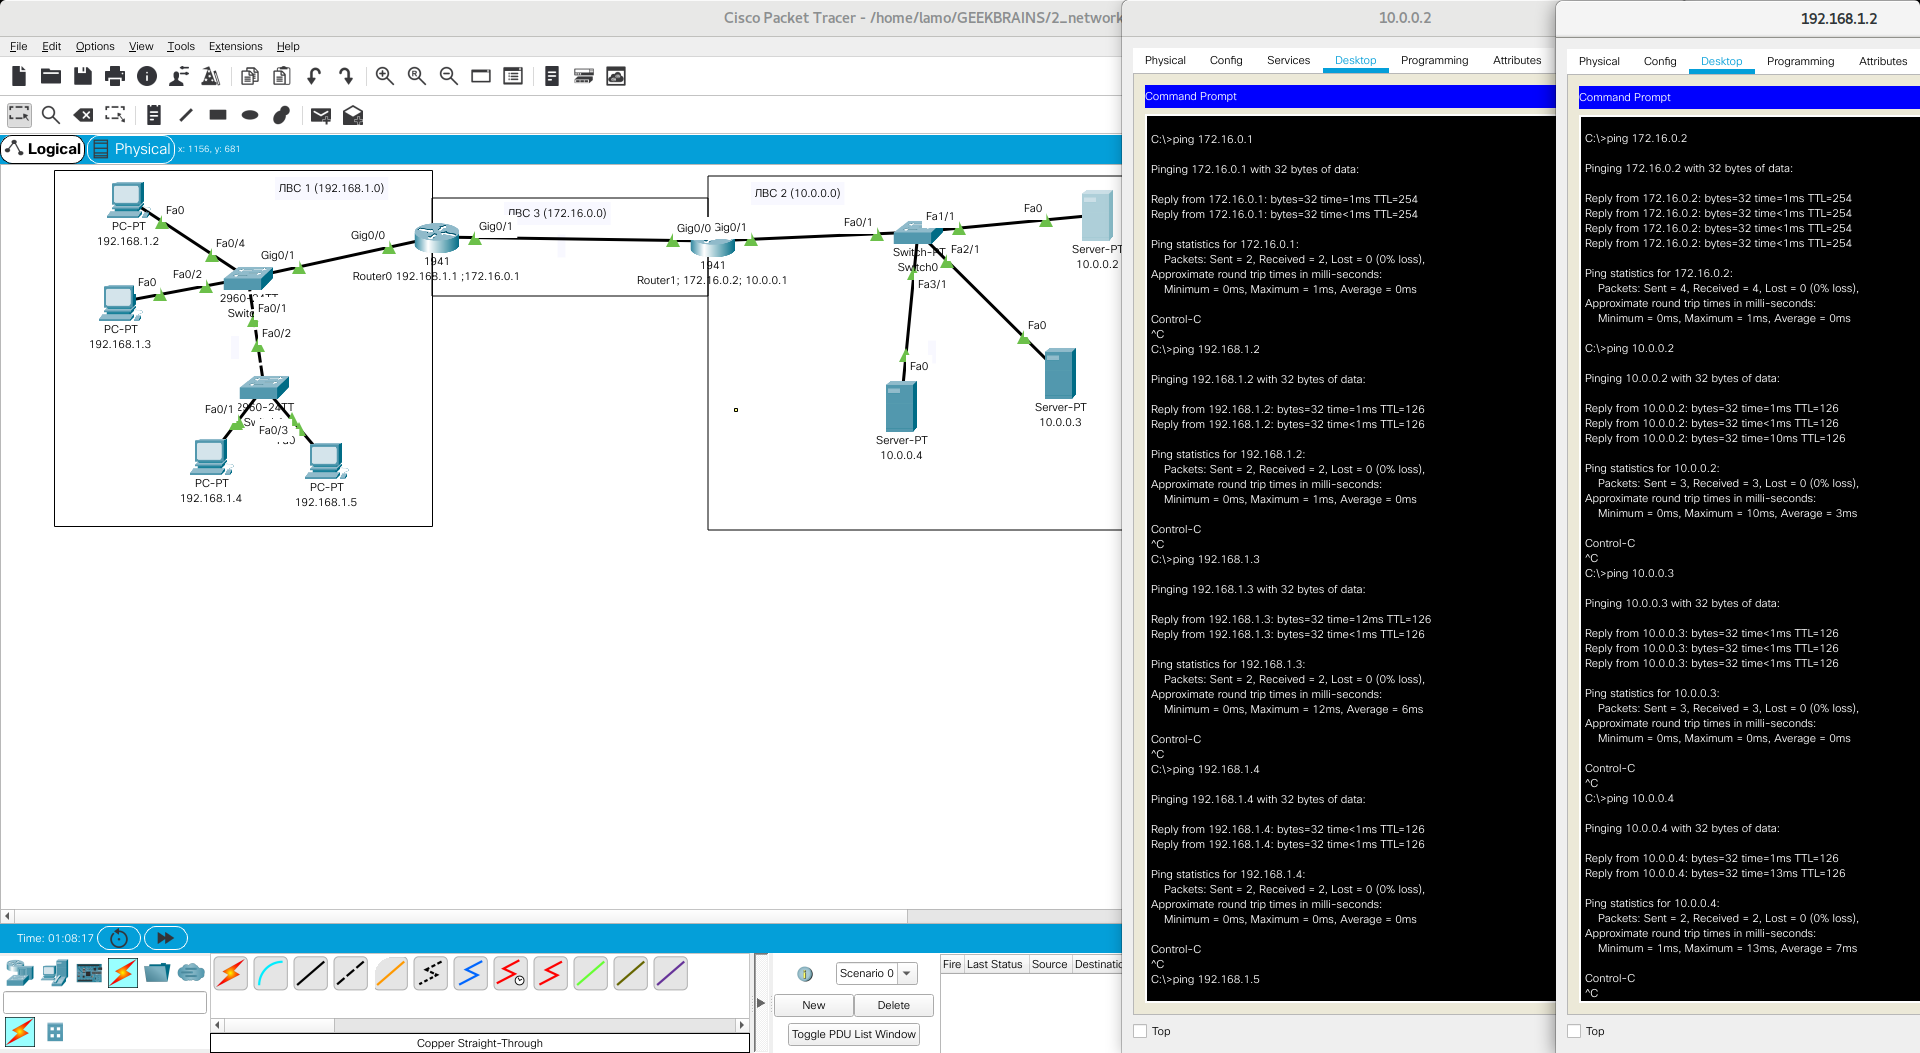 Cisco Packet Tracer - /home/lamo/GEEKBRAINS/2_network
File Edit Options View Tools Extensions Help
Logical Physical x: 1156, y: 681
ЛВС 1 (192.168.1.0)
Fa0
PC-PT
192.168.1.2
Fa0/4
Gig0/1
Gig0/0
Fa0/2
Fa0
PC-PT
192.168.1.3
2960-24TT
Fa0/1
Fa0/2
Fa0/1
2960-24TT
Fa0/3
Fa0
PC-PT
192.168.1.4
PC-PT
192.168.1.5
ЛВС 3 (172.16.0.0)
Gig0/1
1941
Router0 192.168.1.1 ;172.16.0.1
Gig0/0 Gig0/1
1941
Router1; 172.16.0.2; 10.0.0.1
ЛВС 2 (10.0.0.0)
Fa0/1
Fa1/1
Fa0
Server-PT
10.0.0.2
Fa2/1
Switch0
Fa3/1
Fa0
Server-PT
10.0.0.3
Fa0
Server-PT
10.0.0.4
Time: 01:08:17
Copper Straight-Through
Scenario 0
New
Delete
Toggle PDU List Window
Fire Last Status Source Destinatio
10.0.0.2
Physical Config Services Desktop Programming Attributes
Command Prompt
C:\>ping 172.16.0.1
Pinging 172.16.0.1 with 32 bytes of data:
Reply from 172.16.0.1: bytes=32 time=1ms TTL=254
Reply from 172.16.0.1: bytes=32 time<1ms TTL=254
Ping statistics for 172.16.0.1:
Packets: Sent = 2, Received = 2, Lost = 0 (0% loss),
Approximate round trip times in milli-seconds:
Minimum = 0ms, Maximum = 1ms, Average = 0ms
Control-C
^C
C:\>ping 192.168.1.2
Pinging 192.168.1.2 with 32 bytes of data:
Reply from 192.168.1.2: bytes=32 time=1ms TTL=126
Reply from 192.168.1.2: bytes=32 time<1ms TTL=126
Ping statistics for 192.168.1.2:
Packets: Sent = 2, Received = 2, Lost = 0 (0% loss),
Approximate round trip times in milli-seconds:
Minimum = 0ms, Maximum = 1ms, Average = 0ms
Control-C
^C
C:\>ping 192.168.1.3
Pinging 192.168.1.3 with 32 bytes of data:
Reply from 192.168.1.3: bytes=32 time=12ms TTL=126
Reply from 192.168.1.3: bytes=32 time<1ms TTL=126
Ping statistics for 192.168.1.3:
Packets: Sent = 2, Received = 2, Lost = 0 (0% loss),
Approximate round trip times in milli-seconds:
Minimum = 0ms, Maximum = 12ms, Average = 6ms
Control-C
^C
C:\>ping 192.168.1.4
Pinging 192.168.1.4 with 32 bytes of data:
Reply from 192.168.1.4: bytes=32 time<1ms TTL=126
Reply from 192.168.1.4: bytes=32 time<1ms TTL=126
Ping statistics for 192.168.1.4:
Packets: Sent = 2, Received = 2, Lost = 0 (0% loss),
Approximate round trip times in milli-seconds:
Minimum = 0ms, Maximum = 0ms, Average = 0ms
Control-C
^C
C:\>ping 192.168.1.5
Top
192.168.1.2
Physical Config Desktop Programming Attributes
Command Prompt
C:\>ping 172.16.0.2
Pinging 172.16.0.2 with 32 bytes of data:
Reply from 172.16.0.2: bytes=32 time=1ms TTL=254
Reply from 172.16.0.2: bytes=32 time<1ms TTL=254
Reply from 172.16.0.2: bytes=32 time<1ms TTL=254
Reply from 172.16.0.2: bytes=32 time<1ms TTL=254
Ping statistics for 172.16.0.2:
Packets: Sent = 4, Received = 4, Lost = 0 (0% loss),
Approximate round trip times in milli-seconds:
Minimum = 0ms, Maximum = 1ms, Average = 0ms
C:\>ping 10.0.0.2
Pinging 10.0.0.2 with 32 bytes of data:
Reply from 10.0.0.2: bytes=32 time=1ms TTL=126
Reply from 10.0.0.2: bytes=32 time<1ms TTL=126
Reply from 10.0.0.2: bytes=32 time=10ms TTL=126
Ping statistics for 10.0.0.2:
Packets: Sent = 3, Received = 3, Lost = 0 (0% loss),
Approximate round trip times in milli-seconds:
Minimum = 0ms, Maximum = 10ms, Average = 3ms
Control-C
^C
C:\>ping 10.0.0.3
Pinging 10.0.0.3 with 32 bytes of data:
Reply from 10.0.0.3: bytes=32 time<1ms TTL=126
Reply from 10.0.0.3: bytes=32 time<1ms TTL=126
Reply from 10.0.0.3: bytes=32 time<1ms TTL=126
Ping statistics for 10.0.0.3:
Packets: Sent = 3, Received = 3, Lost = 0 (0% loss),
Approximate round trip times in milli-seconds:
Minimum = 0ms, Maximum = 0ms, Average = 0ms
Control-C
^C
C:\>ping 10.0.0.4
Pinging 10.0.0.4 with 32 bytes of data:
Reply from 10.0.0.4: bytes=32 time=1ms TTL=126
Reply from 10.0.0.4: bytes=32 time=13ms TTL=126
Ping statistics for 10.0.0.4:
Packets: Sent = 2, Received = 2, Lost = 0 (0% loss),
Approximate round trip times in milli-seconds:
Minimum = 1ms, Maximum = 13ms, Average = 7ms
Control-C
^C
Top